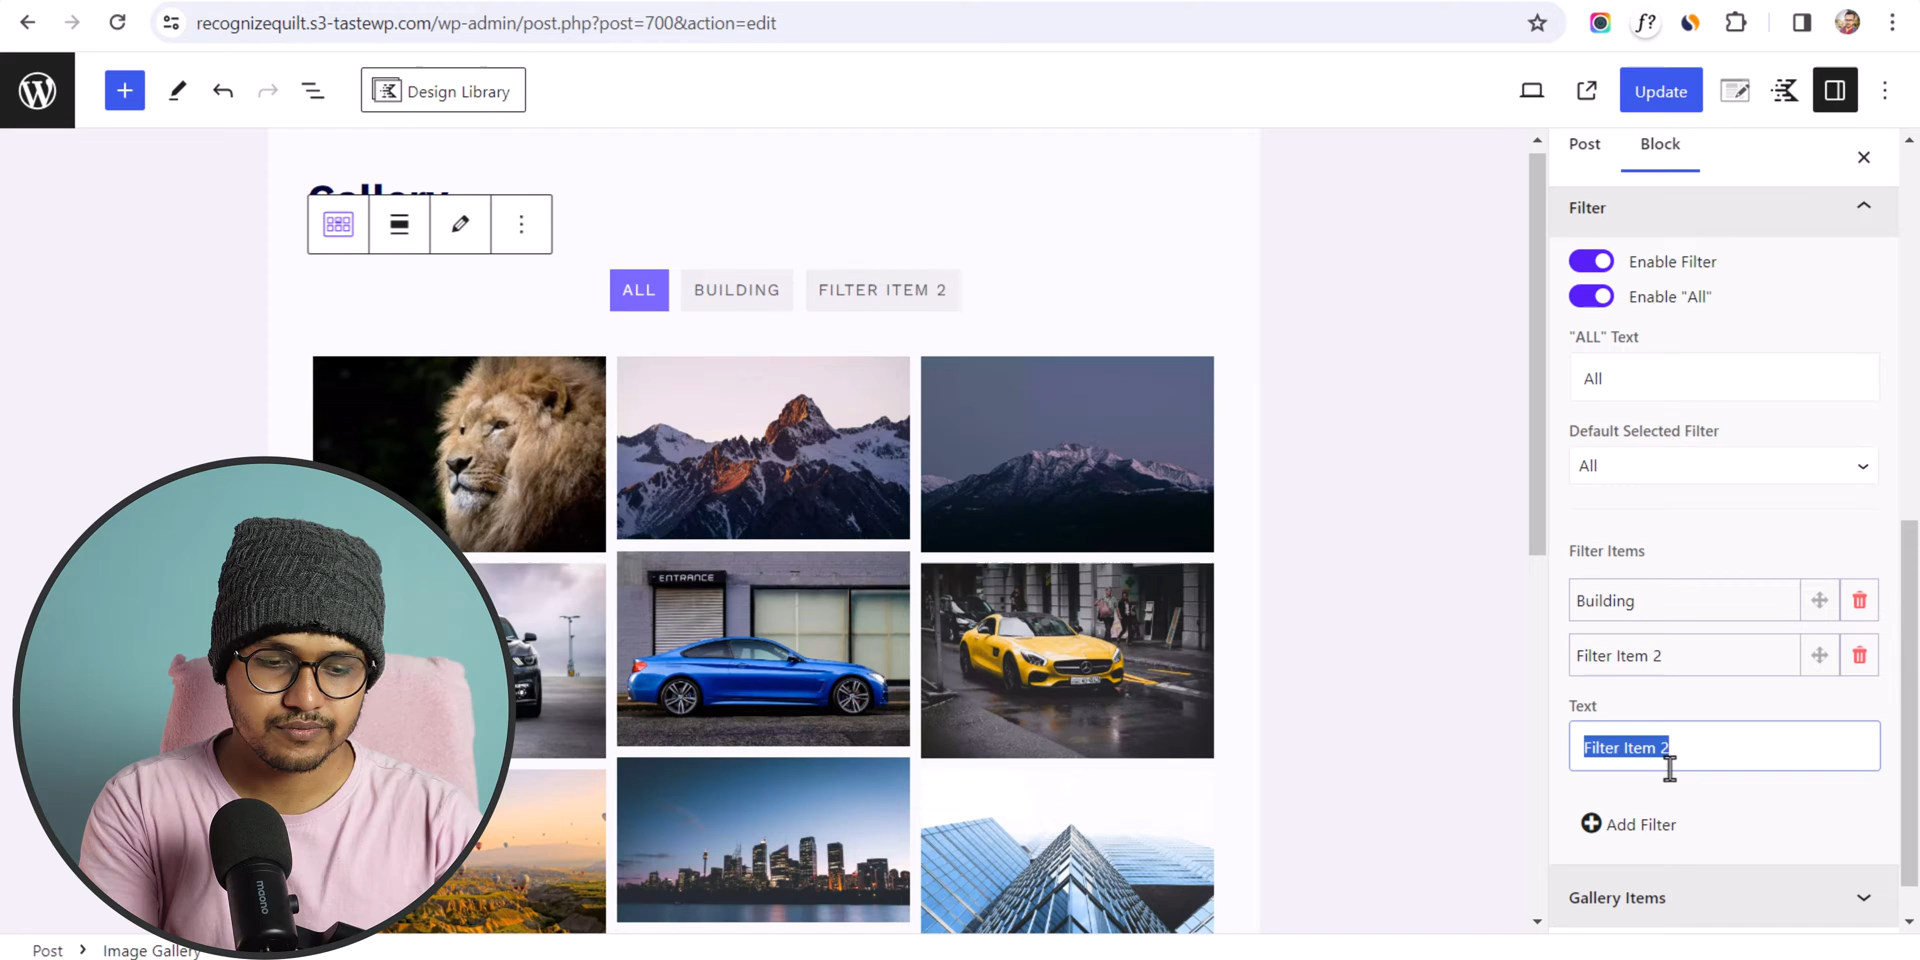 recognizequilt.s3-tastewp.com/wp-admin/post.php?post=700&action=edit
f?
Design Library
Update
Gallery
ALL
BUILDING
FILTER ITEM 2
ENTRANCE
maono
Post
Block
Filter
Enable Filter
Enable "All"
"ALL" Text
All
Default Selected Filter
All
Filter Items
Building
Filter Item 2
Text
Filter Item 2
Add Filter
Gallery Items
Post
Image Gallery